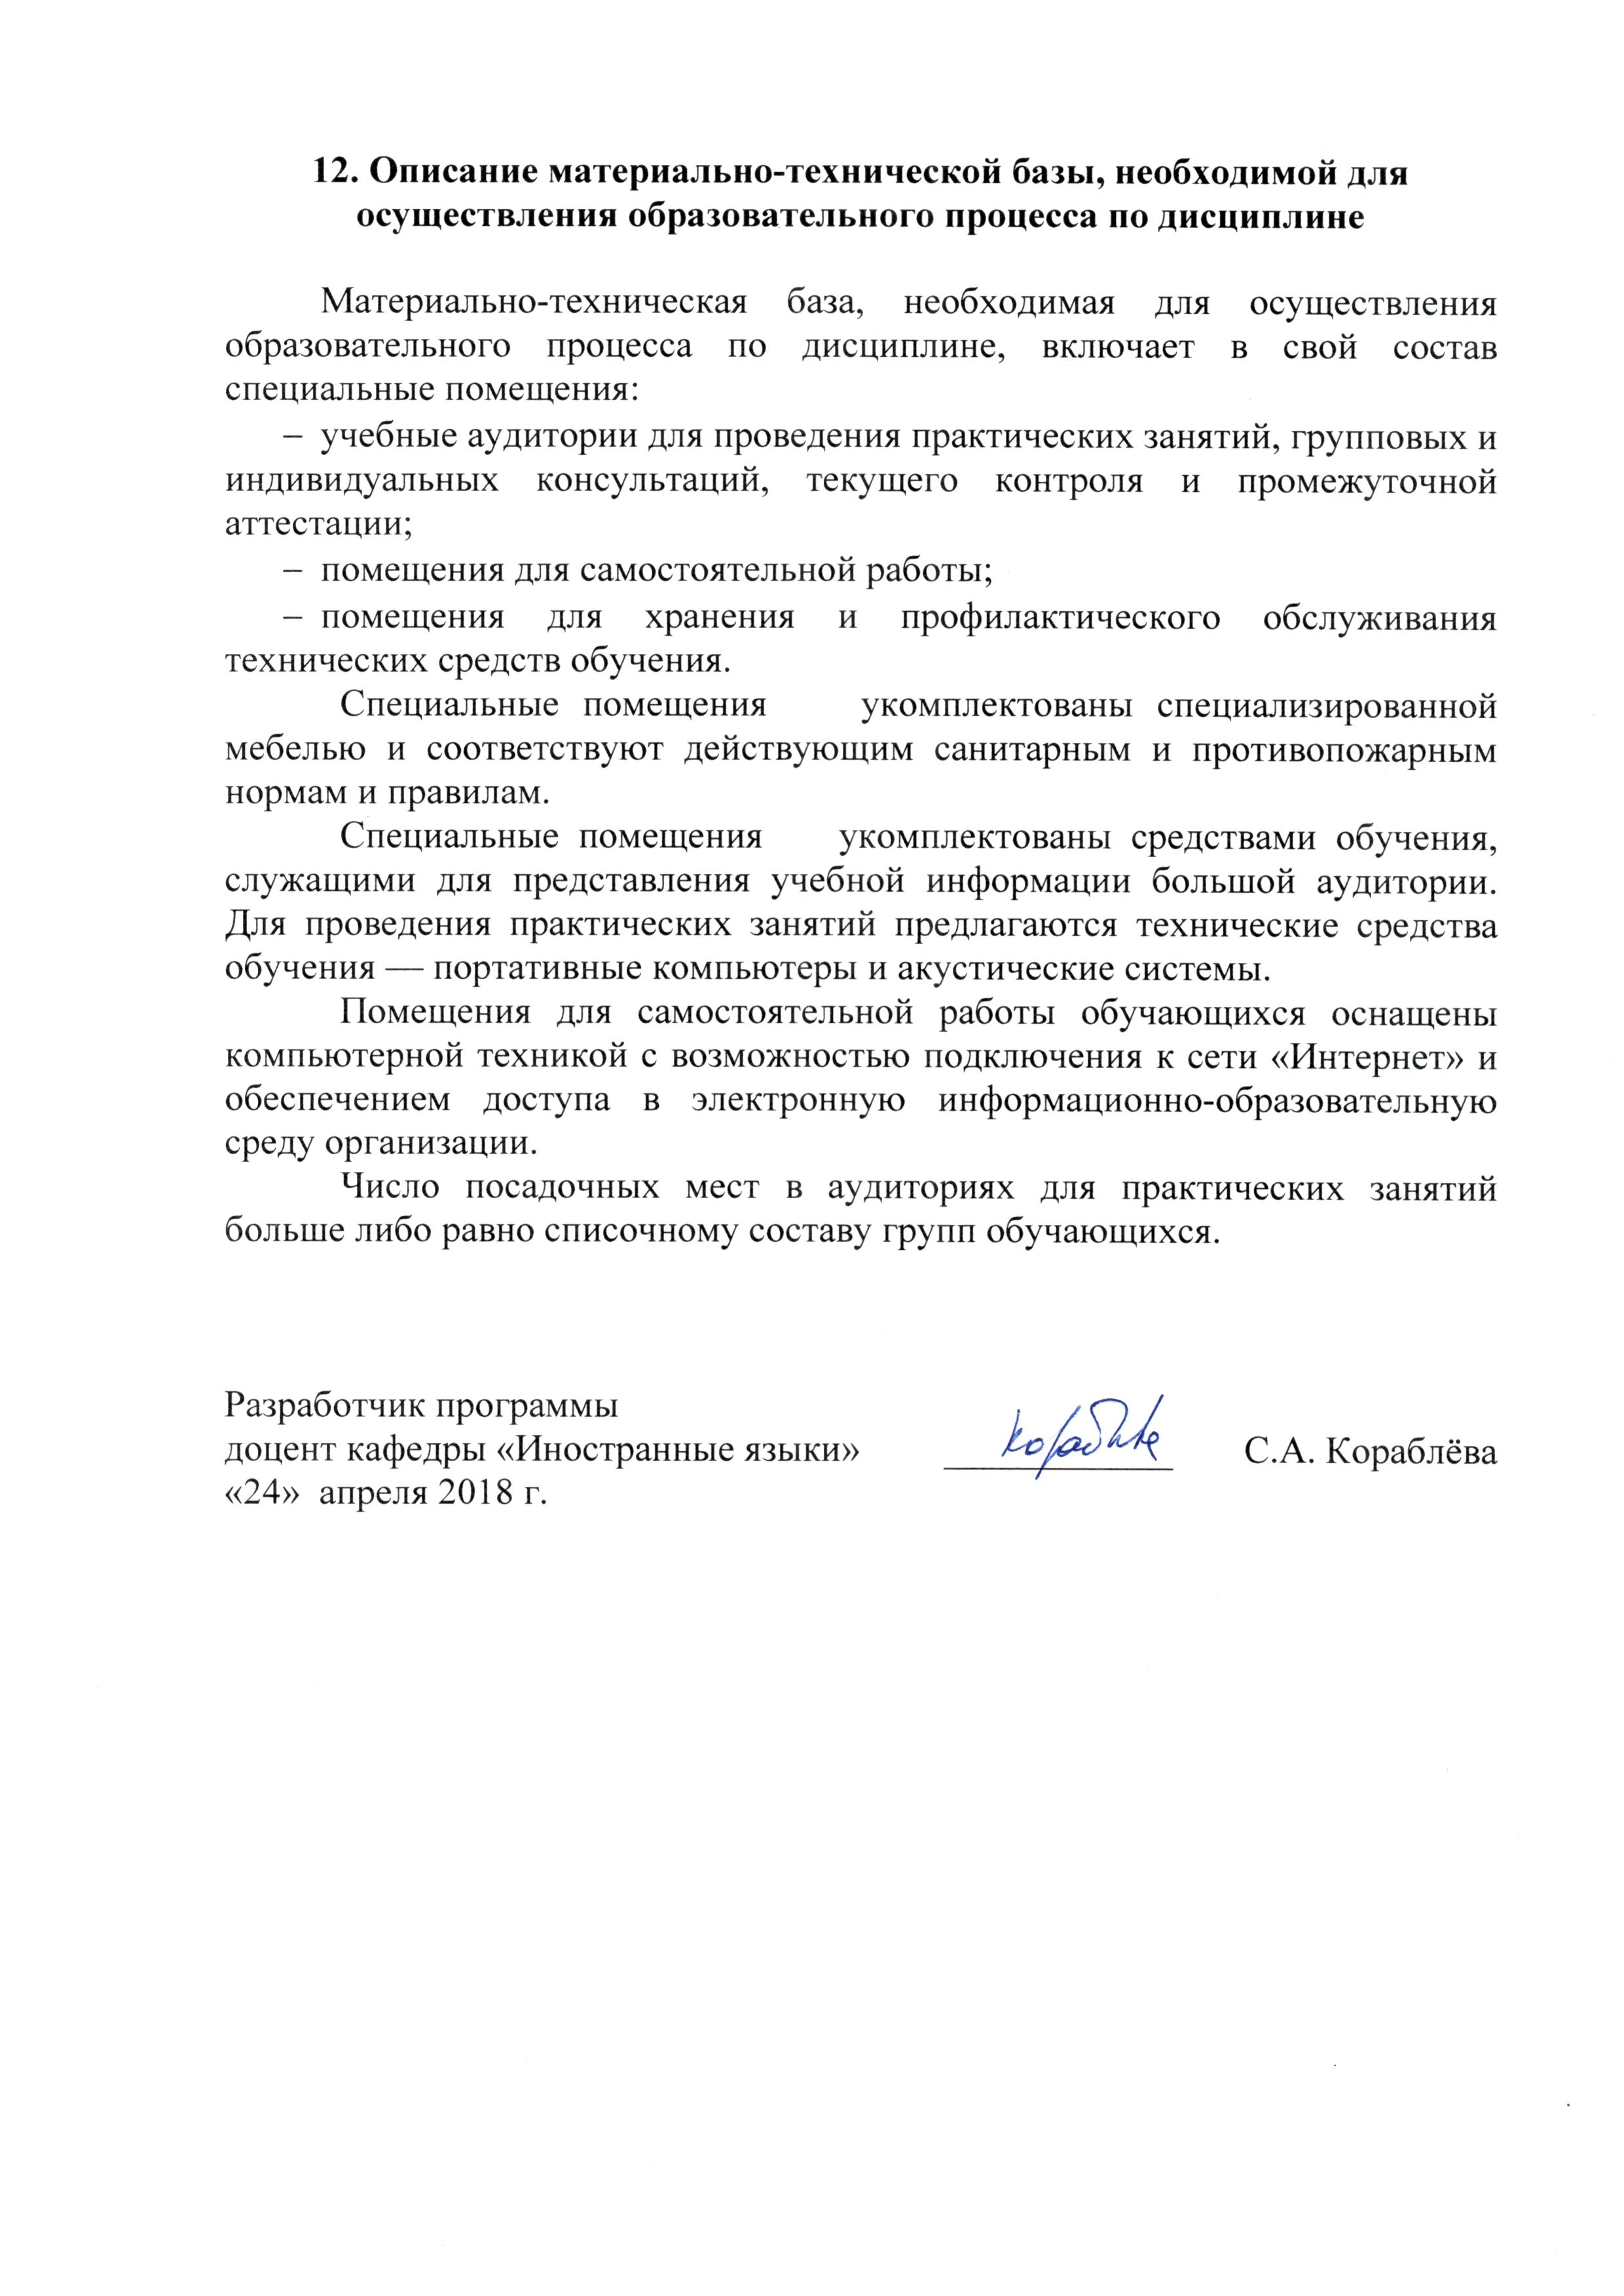 12. Описание материально-технической базы, необходимой для
осуществления образовательного процесса по дисциплине
Материально-техническая база, необходимая для осуществления
образовательного процесса по дисциплине, включает в свой состав
специальные помещения:
– учебные аудитории для проведения практических занятий, групповых и
индивидуальных консультаций, текущего контроля и промежуточной
аттестации;
– помещения для самостоятельной работы;
– помещения для хранения и профилактического обслуживания
технических средств обучения.
Специальные помещения укомплектованы специализированной
мебелью и соответствуют действующим санитарным и противопожарным
нормам и правилам.
Специальные помещения укомплектованы средствами обучения,
служащими для представления учебной информации большой аудитории.
Для проведения практических занятий предлагаются технические средства
обучения — портативные компьютеры и акустические системы.
Помещения для самостоятельной работы обучающихся оснащены
компьютерной техникой с возможностью подключения к сети «Интернет» и
обеспечением доступа в электронную информационно-образовательную
среду организации.
Число посадочных мест в аудиториях для практических занятий
больше либо равно списочному составу групп обучающихся.
Разработчик программы
доцент кафедры «Иностранные языки» С.А. Кораблёва
«24» апреля 2018 г.